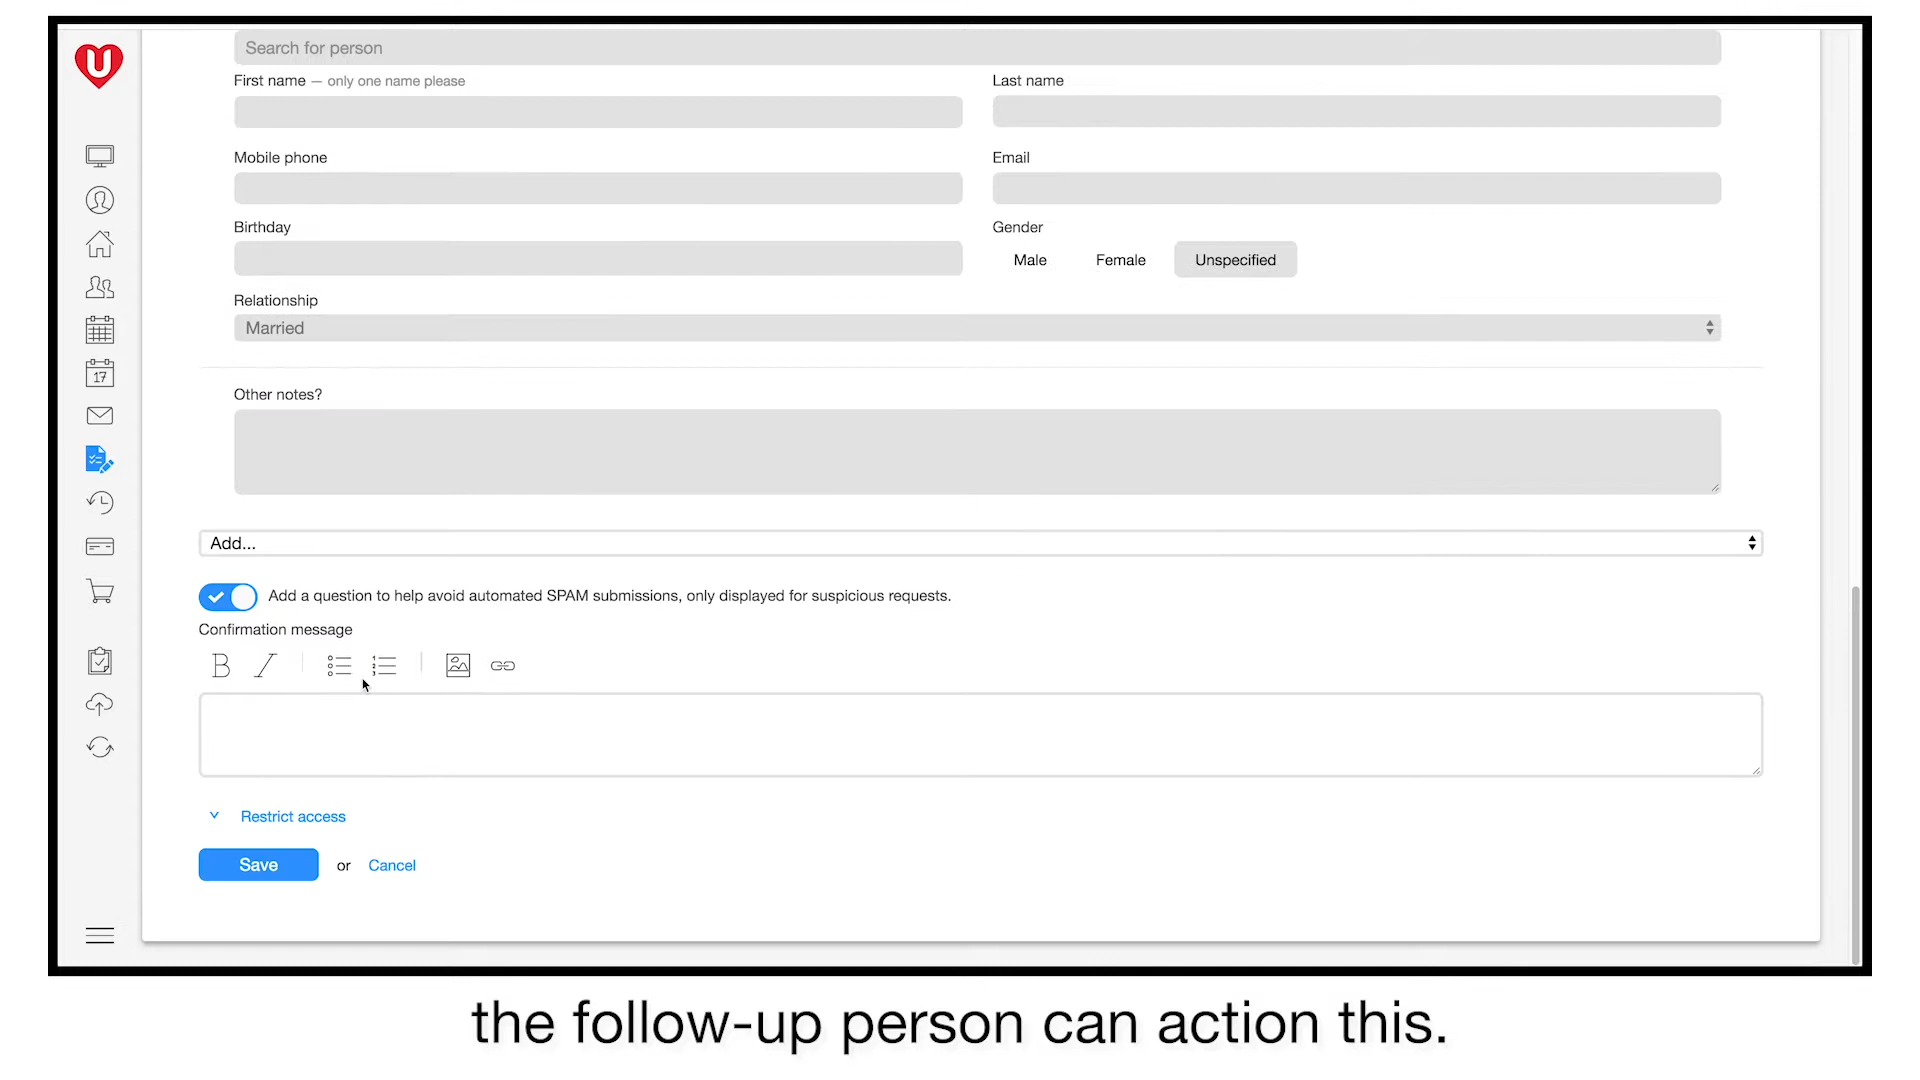 U
Search for person
First name — only one name please
Last name
Mobile phone
Email
Birthday
Gender
Male Female Unspecified
Relationship
Married
17
Other notes?
Add...
Add a question to help avoid automated SPAM submissions, only displayed for suspicious requests.
Confirmation message
B I
Restrict access
Save or Cancel
the follow-up person can action this.